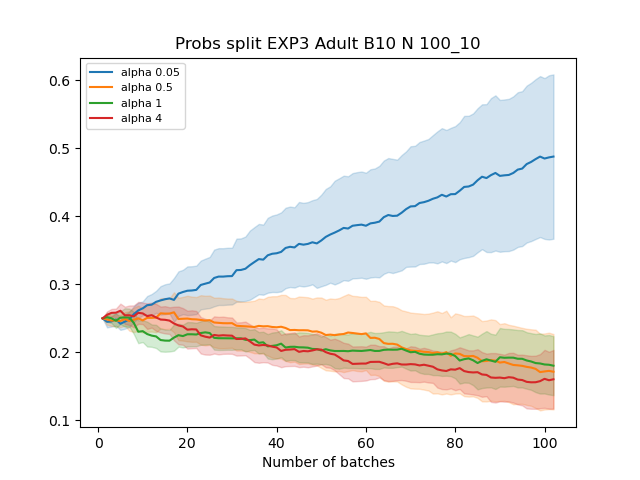 Probs split EXP3 Adult B10 N 100_10
alpha 0.05
alpha 0.5
alpha 1
alpha 4
0.6
0.5
0.4
0.3
0.2
0.1
0 20 40 60 80 100
Number of batches